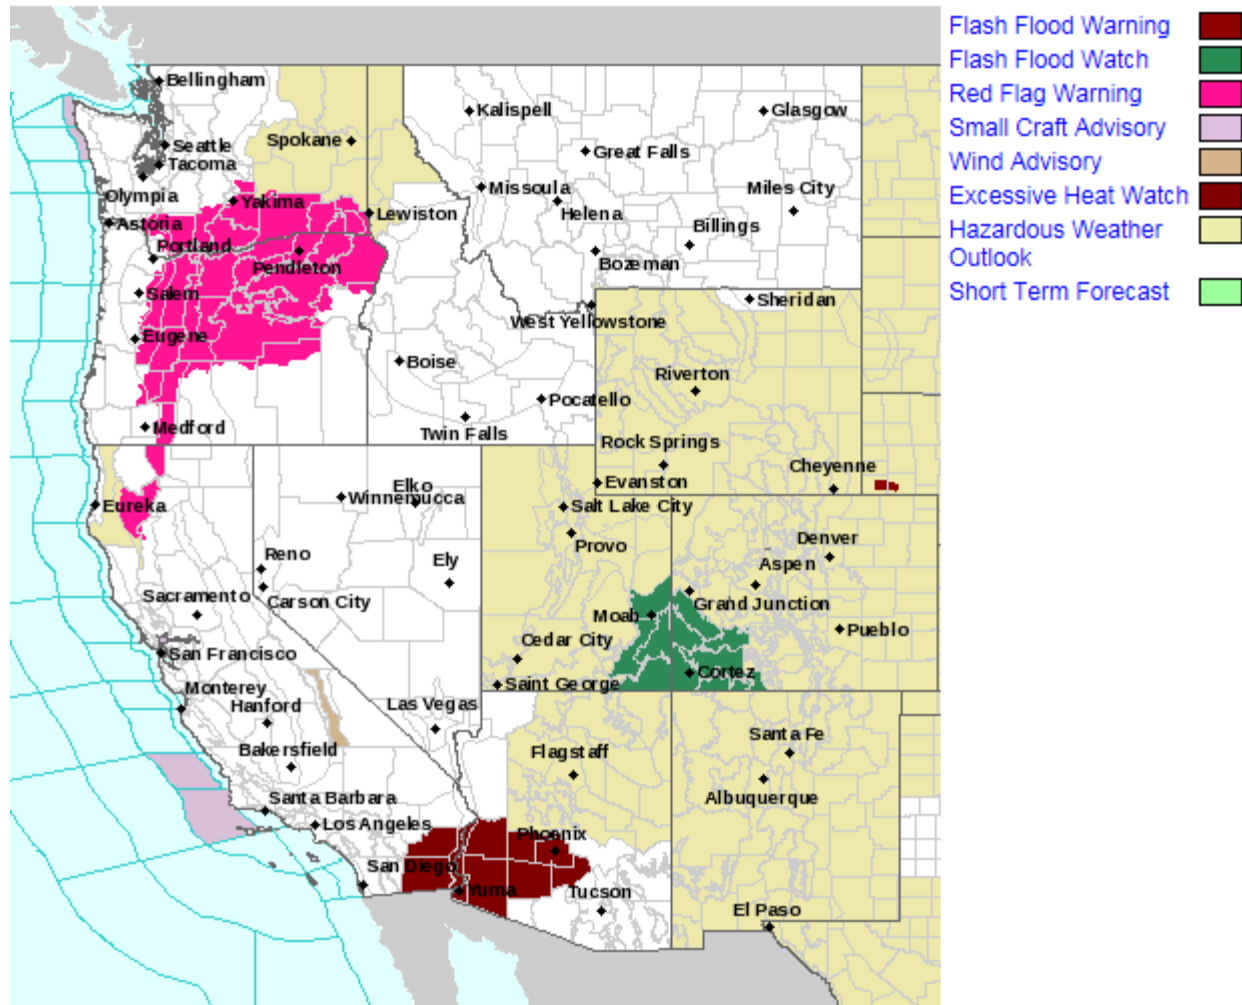 Flash Flood Warning
Flash Flood Watch
Red Flag Warning
Small Craft Advisory
Wind Advisory
Excessive Heat Watch
Hazardous Weather
Outlook
Short Term Forecast
Bellingham
Kalispell
Glasgow
Spokane
Seattle
Great Falls
Tacoma
Olympia
Missoula
Miles City
Yakima
Helena
Lewiston
Astoria
Billings
Portland
Pendleton
Bozeman
Salem
Sheridan
West Yellowstone
Eugene
Boise
Riverton
Pocatello
Medford
Twin Falls
Rock Springs
Cheyenne
Evanston
Elko
Winnemucca
Eureka
Salt Lake City
Provo
Denver
Reno
Ely
Aspen
Sacramento
Carson City
Grand Junction
Moab
Pueblo
Cedar City
San Francisco
Cortez
Saint George
Monterey
Hanford
Las Vegas
Santa Fe
Bakersfield
Flagstaff
Santa Barbara
Albuquerque
Los Angeles
Phoenix
San Diego
Yuma
Tucson
El Paso